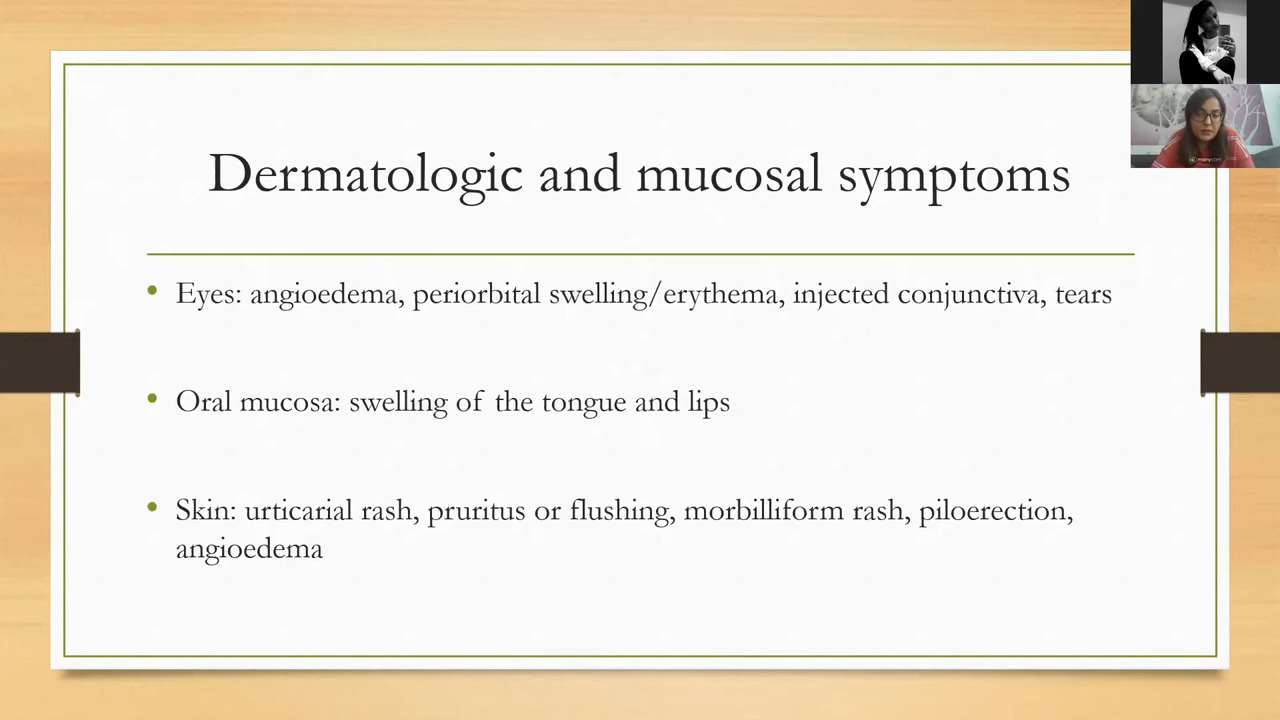 Dermatologic and mucosal symptoms
• Eyes: angioedema, periorbital swelling/erythema, injected conjunctiva, tears
• Oral mucosa: swelling of the tongue and lips
• Skin: urticarial rash, pruritus or flushing, morbilliform rash, piloerection,
angioedema